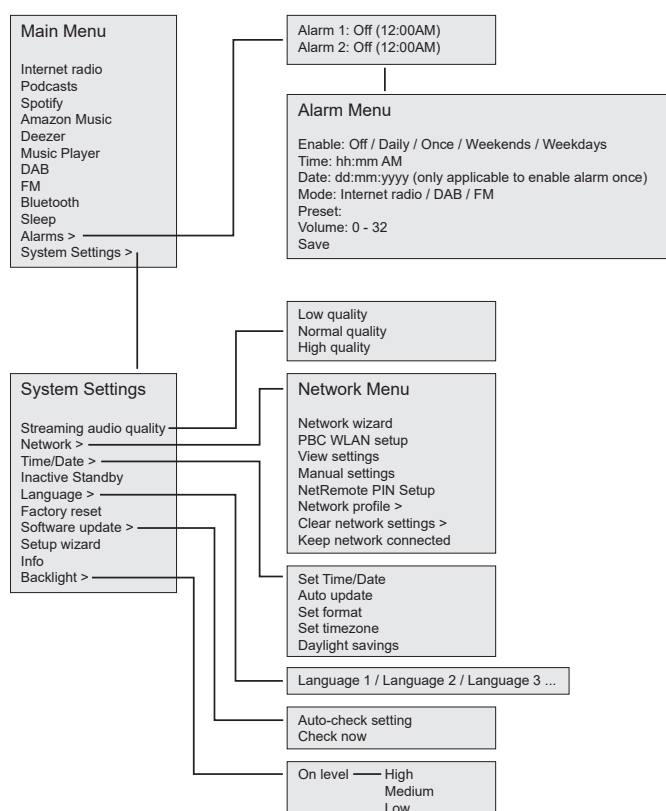 Main Menu
Internet radio
Podcasts
Spotify
Amazon Music
Deezer
Music Player
DAB
FM
Bluetooth
Sleep
Alarms >
System Settings >
Alarm 1: Off (12:00AM)
Alarm 2: Off (12:00AM)
Alarm Menu
Enable: Off / Daily / Once / Weekends / Weekdays
Time: hh:mm AM
Date: dd:mm:yyyy (only applicable to enable alarm once)
Mode: Internet radio / DAB / FM
Preset:
Volume: 0 - 32
Save
System Settings
Streaming audio quality
Network >
Time/Date >
Inactive Standby
Language >
Factory reset
Software update >
Setup wizard
Info
Backlight >
Low quality
Normal quality
High quality
Network Menu
Network wizard
PBC WLAN setup
View settings
Manual settings
NetRemote PIN Setup
Network profile >
Clear network settings >
Keep network connected
Set Time/Date
Auto update
Set format
Set timezone
Daylight savings
Language 1 / Language 2 / Language 3 ...
Auto-check setting
Check now
On level High
Medium
Low